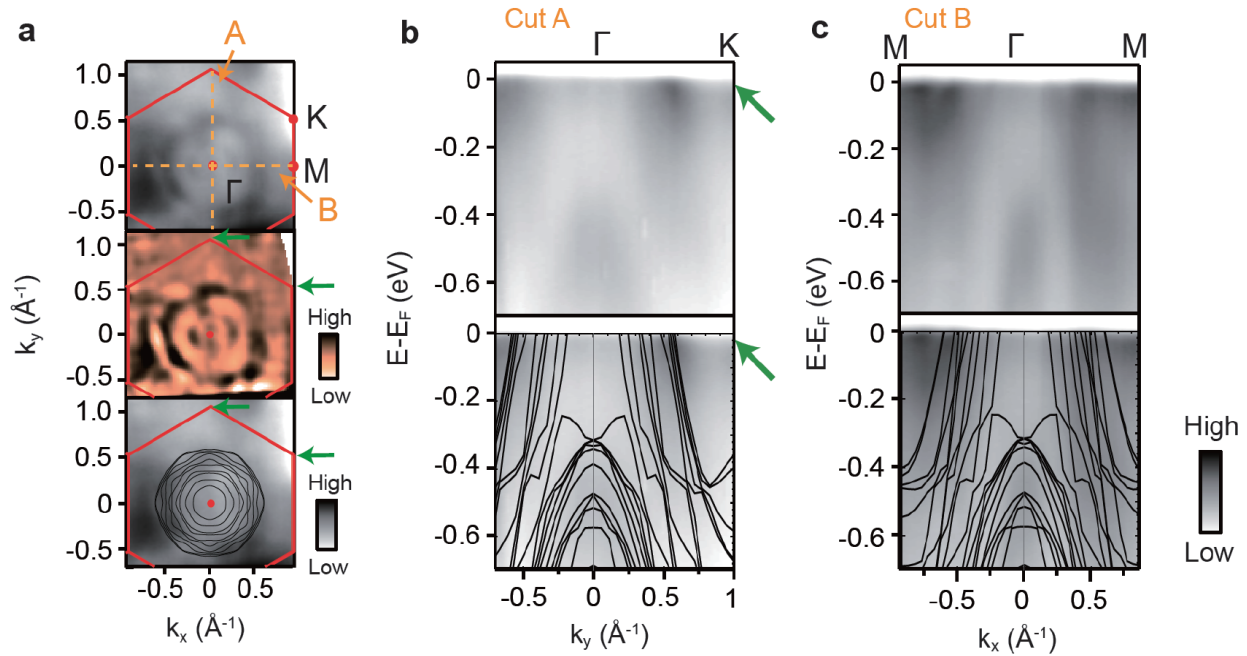 a
A
1.0
0.5
0
-0.5
K
M
Γ
B
1.0
0.5
0
-0.5
High
Low
1.0
0.5
0
-0.5
High
Low
-0.5 0 0.5
kx (Å-1)
ky (Å-1)
b
Cut A
Γ
K
0
-0.2
-0.4
-0.6
0
-0.2
-0.4
-0.6
E-EF (eV)
-0.5 0 0.5 1
ky (Å-1)
c
Cut B
M
Γ
M
0
-0.2
-0.4
-0.6
0
-0.2
-0.4
-0.6
E-EF (eV)
-0.5 0 0.5
kx (Å-1)
High
Low